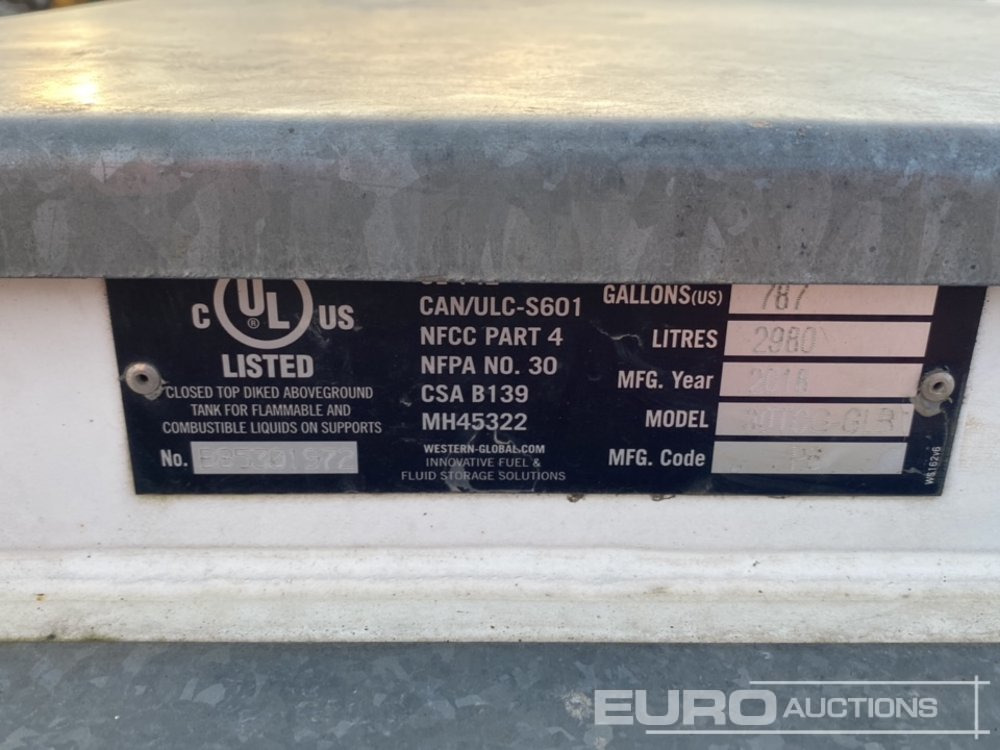 C UL US
®
LISTED
CLOSED TOP DIKED ABOVEGROUND
TANK FOR FLAMMABLE AND
COMBUSTIBLE LIQUIDS ON SUPPORTS
No.
CAN/ULC-S601
NFCC PART 4
NFPA NO. 30
CSA B139
MH45322
WESTERN-GLOBAL.COM
INNOVATIVE FUEL &
FLUID STORAGE SOLUTIONS
GALLONS(US) 787
LITRES 2980
MFG. Year
MODEL
MFG. Code
EURO AUCTIONS